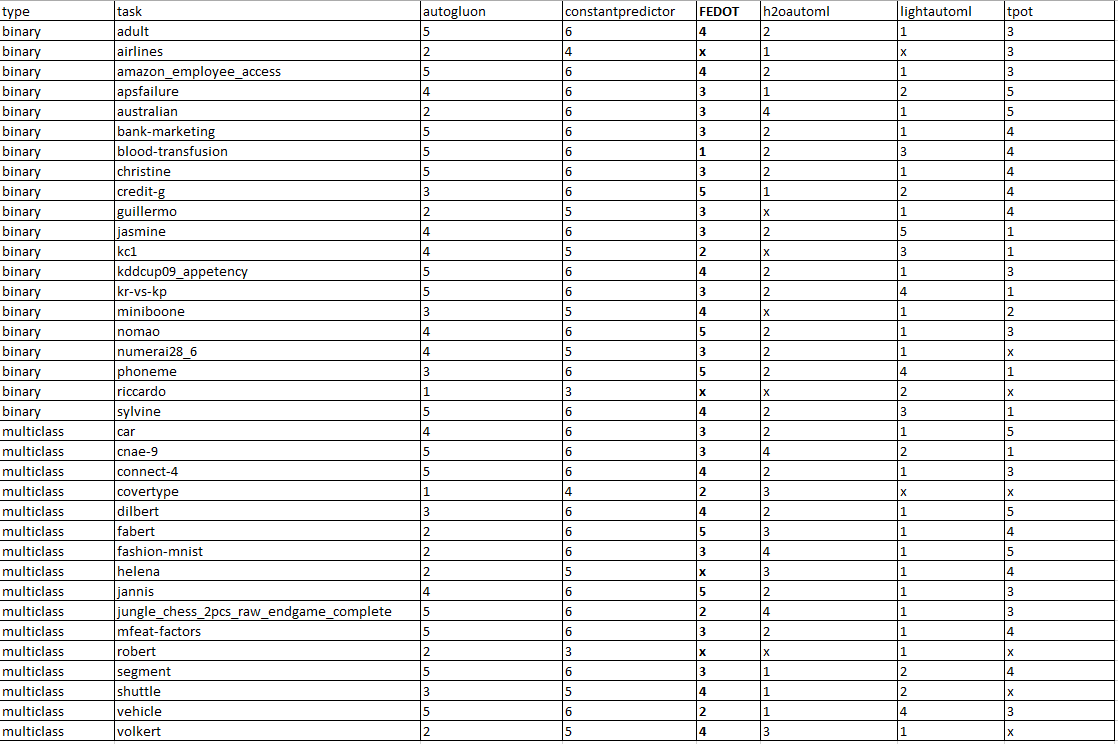 type task autogluon constantpredictor FEDOT h2oautoml lightautoml tpot
binary adult 5 6 4 2 1 3
binary airlines 2 4 x 1 x 3
binary amazon_employee_access 5 6 4 2 1 3
binary apsfailure 4 6 3 1 2 5
binary australian 2 6 3 4 1 5
binary bank-marketing 5 6 3 2 1 4
binary blood-transfusion 5 6 1 2 3 4
binary christine 5 6 3 2 1 4
binary credit-g 3 6 5 1 2 4
binary guillermo 2 5 3 x 1 4
binary jasmine 4 6 3 2 5 1
binary kc1 4 5 2 x 3 1
binary kddcup09_appetency 5 6 4 2 1 3
binary kr-vs-kp 5 6 3 2 4 1
binary miniboone 3 5 4 x 1 2
binary nomao 4 6 5 2 1 3
binary numerai28_6 4 5 3 2 1 x
binary phoneme 3 6 5 2 4 1
binary riccardo 1 3 x x 2 x
binary sylvine 5 6 4 2 3 1
multiclass car 4 6 3 2 1 5
multiclass cnae-9 5 6 3 4 2 1
multiclass connect-4 5 6 4 2 1 3
multiclass covertype 1 4 2 3 x x
multiclass dilbert 3 6 4 2 1 5
multiclass fabert 2 6 5 3 1 4
multiclass fashion-mnist 2 6 3 4 1 5
multiclass helena 2 5 x 3 1 4
multiclass jannis 4 6 5 2 1 3
multiclass jungle_chess_2pcs_raw_endgame_complete 5 6 2 4 1 3
multiclass mfeat-factors 5 6 3 2 1 4
multiclass robert 2 3 x x 1 x
multiclass segment 5 6 3 1 2 4
multiclass shuttle 3 5 4 1 2 x
multiclass vehicle 5 6 2 1 4 3
multiclass volkert 2 5 4 3 1 x